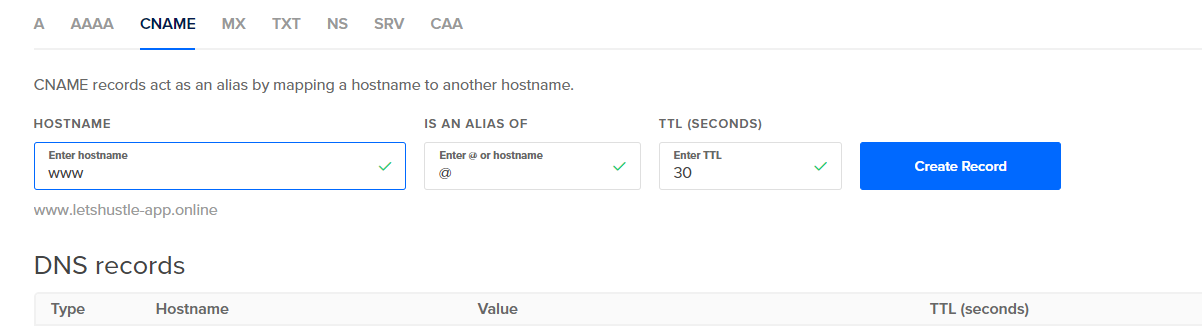 A AAAA CNAME MX TXT NS SRV CAA
CNAME records act as an alias by mapping a hostname to another hostname.
HOSTNAME IS AN ALIAS OF TTL (SECONDS)
Enter hostname Enter @ or hostname Enter TTL
www @ 30 Create Record
www.letshustle-app.online
DNS records
Type Hostname Value TTL (seconds)